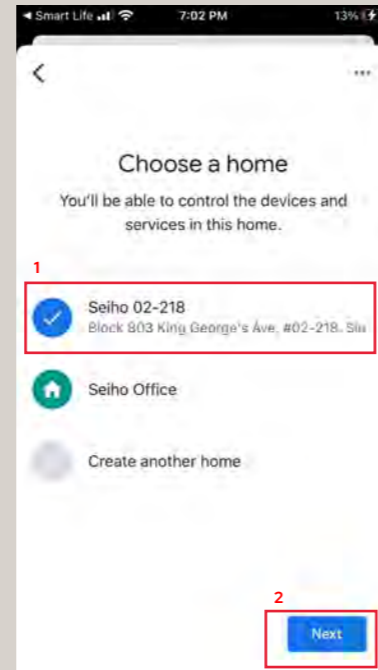 Smart Life 7:02 PM 13%
Choose a home
You'll be able to control the devices and
services in this home.
1
Seiho 02-218
Block 803 King George's Ave, #02-218, Sin
Seiho Office
Create another home
2
Next